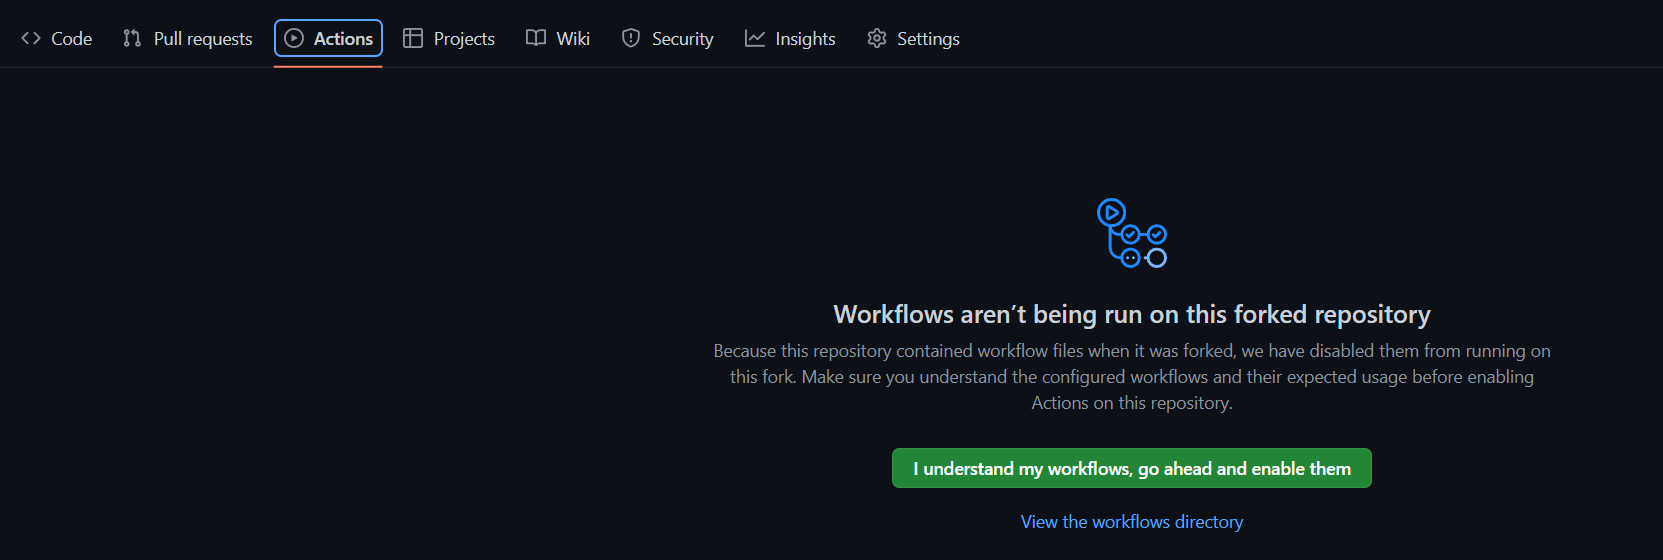 Code Pull requests Actions Projects Wiki Security Insights Settings
Workflows aren’t being run on this forked repository
Because this repository contained workflow files when it was forked, we have disabled them from running on
this fork. Make sure you understand the configured workflows and their expected usage before enabling
Actions on this repository.
I understand my workflows, go ahead and enable them
View the workflows directory